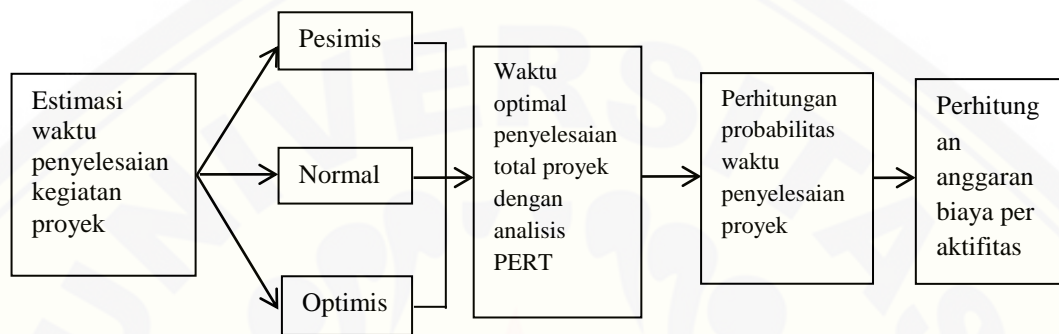 Estimasi
waktu
penyelesaian
kegiatan
proyek
Pesimis
Normal
Optimis
Waktu
optimal
penyelesaian
total proyek
dengan
analisis
PERT
Perhitungan
probabilitas
waktu
penyelesaian
proyek
Perhitung
an
anggaran
biaya per
aktifitas
UNIVERSITAS